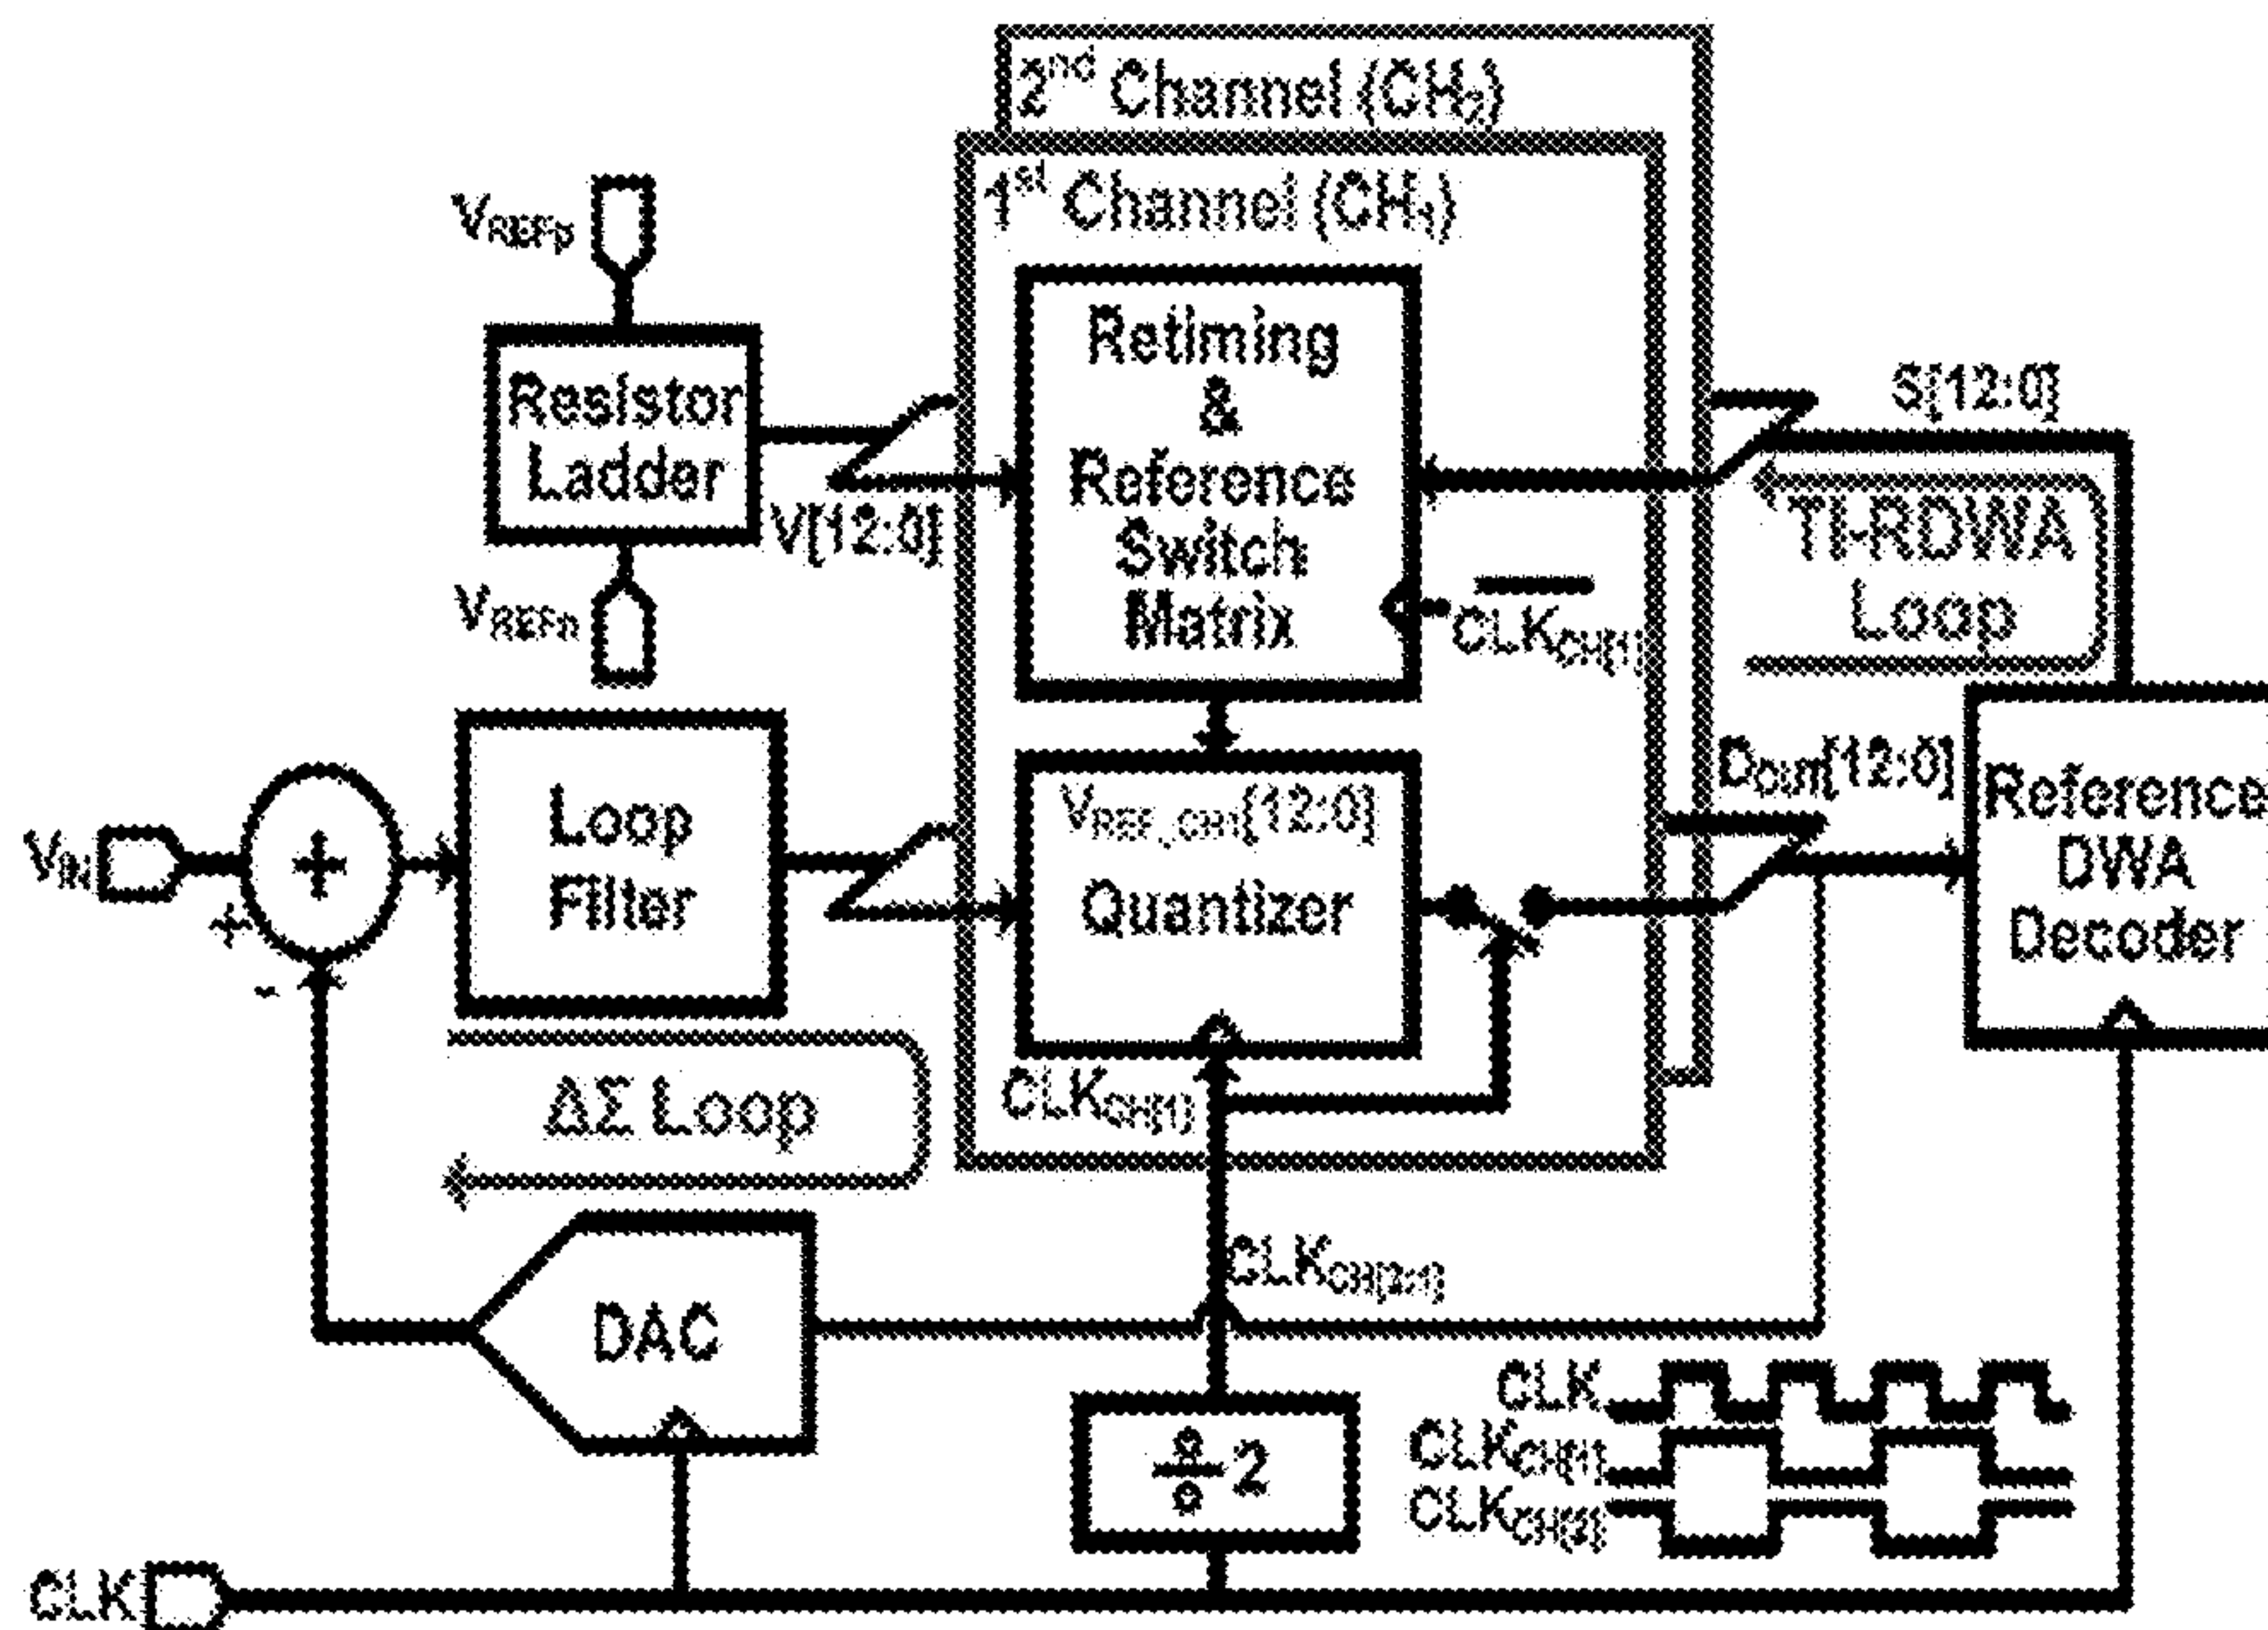 2nd Channel (CH2)
1st Channel (CH1)
VREFp
Resistor
Ladder
VREFn
V[12:0]
Retiming
&
Reference
Switch
Matrix
CLKCH[1]
S[12:0]
TI-RDWA
Loop
VIN
+
+
-
Loop
Filter
VREF_CH1[12:0]
Quantizer
DOUT[12:0]
Reference
DWA
Decoder
ΔΣ Loop
CLKCH[1]
CLKCH[2:1]
DAC
÷2
CLK
CLKCH[1]
CLKCH[2]
CLK